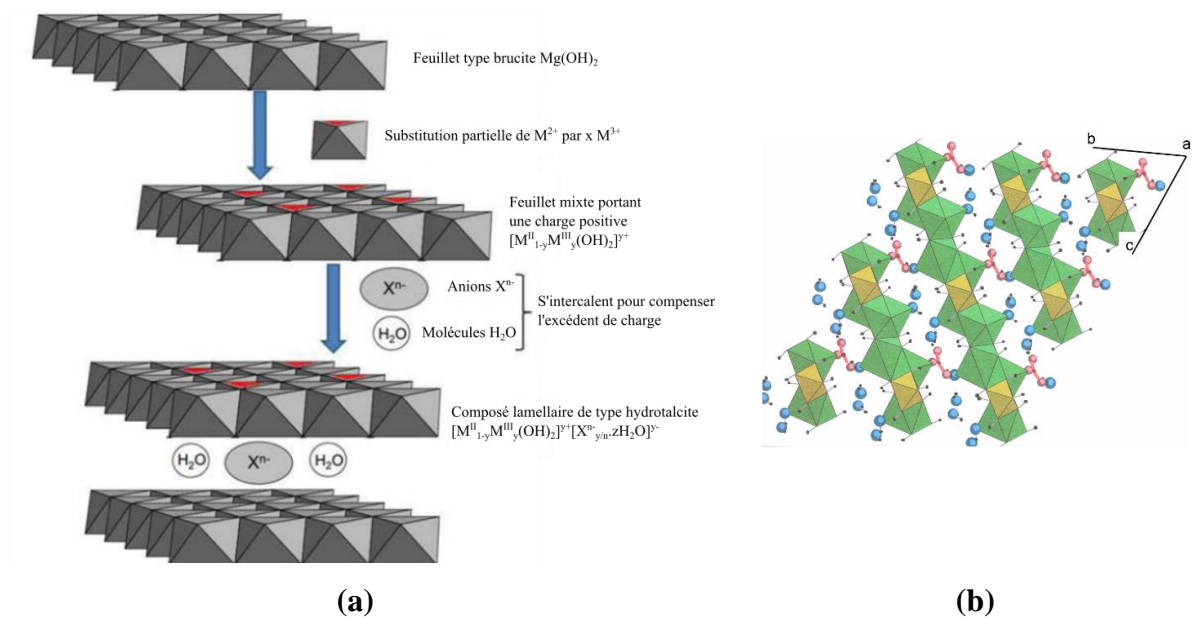 Feuillet type brucite Mg(OH)₂
Substitution partielle de M²⁺ par x M³⁺
Feuillet mixte portant
une charge positive
[Mᴵᴵ₁₋yMᴵᴵᴵy(OH)₂]ʸ⁺
Xⁿ⁻
Anions Xⁿ⁻
H₂O
Molécules H₂O
S'intercalent pour compenser
l'excédent de charge
Composé lamellaire de type hydrotalcite
[Mᴵᴵ₁₋yMᴵᴵᴵy(OH)₂]ʸ⁺[Xⁿ⁻y/n.zH₂O]ʸ⁻
H₂O Xⁿ⁻ H₂O
b a
c
(a) (b)